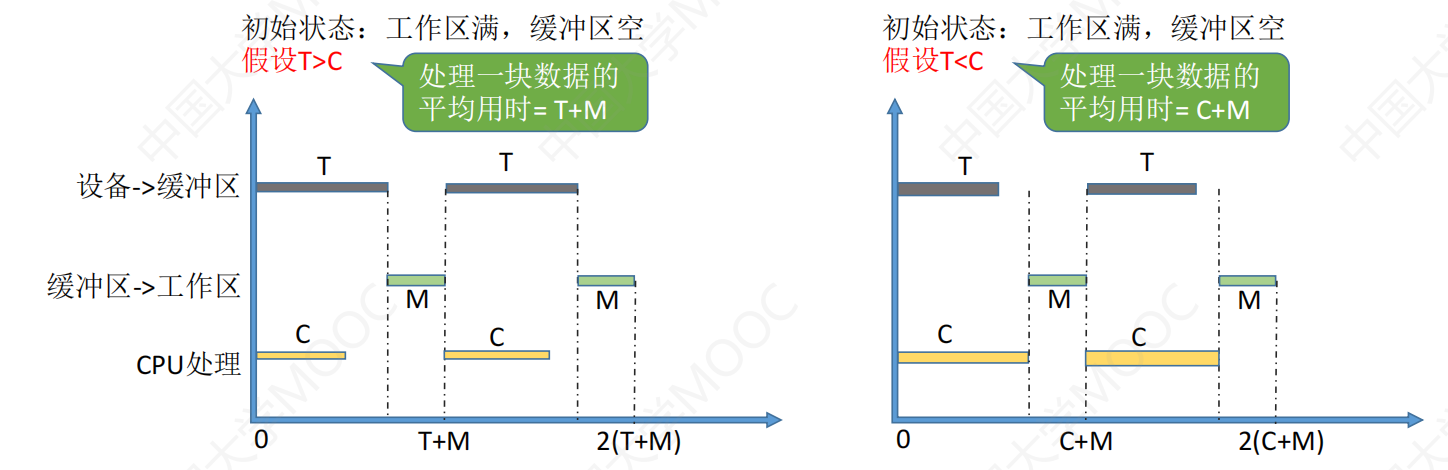 初始状态：工作区满，缓冲区空
假设T>C
处理一块数据的
平均用时= T+M
T
T
设备->缓冲区
缓冲区->工作区
M
M
C
C
CPU处理
0
T+M
2(T+M)
初始状态：工作区满，缓冲区空
假设T<C
处理一块数据的
平均用时= C+M
T
T
M
M
C
C
0
C+M
2(C+M)
中国大学MOOC